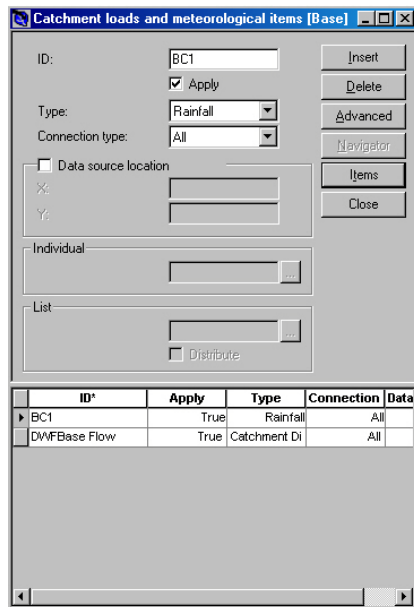 Catchment loads and meteorological items [Base]
ID: BC1 Insert
Apply Delete
Type: Rainfall Advanced
Connection type: All Navigator
Data source location Items
X: Close
Y:
Individual
...
List
...
Distribute
ID* Apply Type Connection Data
BC1 True Rainfall All
DWFBase Flow True Catchment Di All